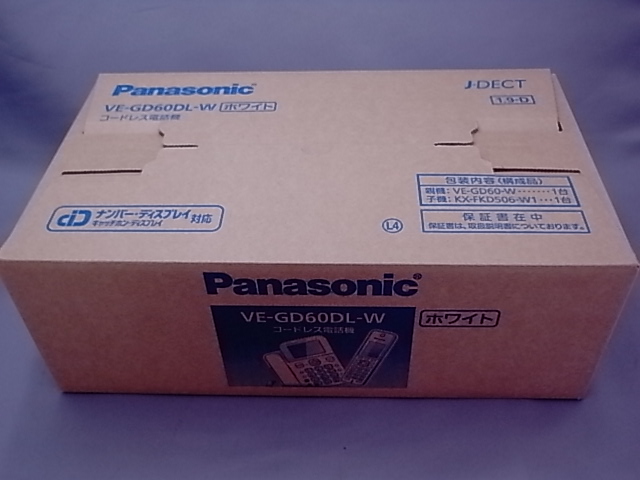 Panasonic
J-DECT
VE-GD60DL-W ホワイト
1.9-D
コードレス電話機
包装内容(構成品)
親機:VE-GD60-W‥‥‥‥1台
子機:KX-FKD506-W1‥‥1台
ナンバー・ディスプレイ
キャッチホン・ディスプレイ
対応
L4
保証書在中
保証書は、取扱説明書についております。
Panasonic
VE-GD60DL-W
ホワイト
コードレス電話機